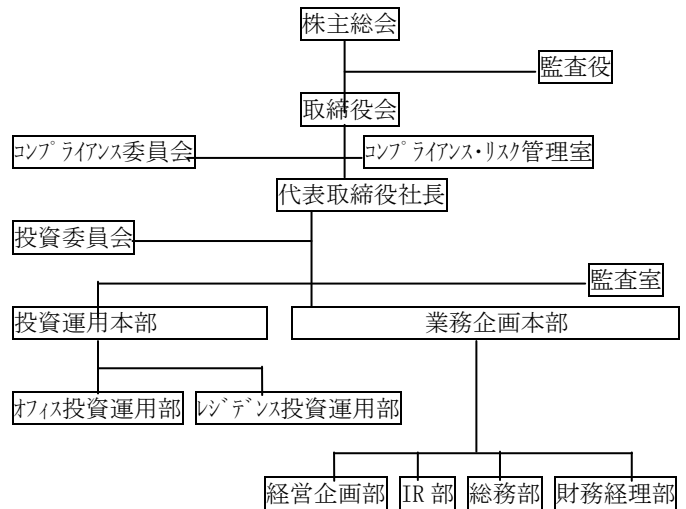 株主総会
監査役
取締役会
ｺﾝﾌﾟﾗｲｱﾝｽ委員会
ｺﾝﾌﾟﾗｲｱﾝｽ・ﾘｽｸ管理室
代表取締役社長
投資委員会
監査室
投資運用本部
業務企画本部
ｵﾌｨｽ投資運用部
ﾚｼﾞﾃﾞﾝｽ投資運用部
経営企画部
IR 部
総務部
財務経理部